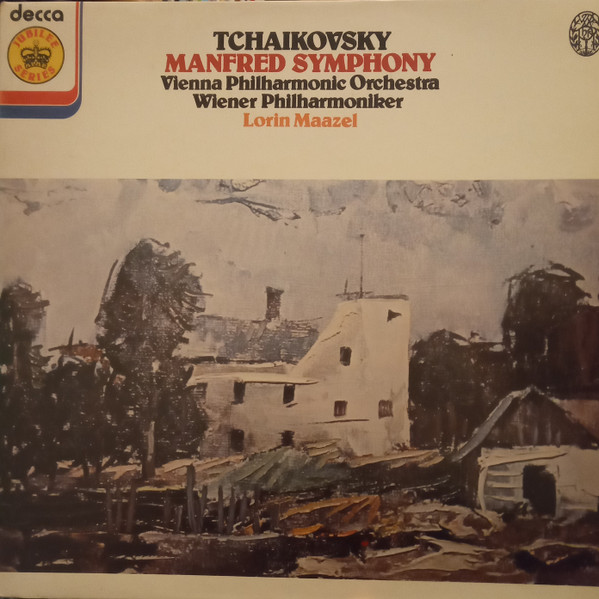 decca
JUBILEE
SERIES
TCHAIKOVSKY
MANFRED SYMPHONY
Vienna Philharmonic Orchestra
Wiener Philharmoniker
Lorin Maazel